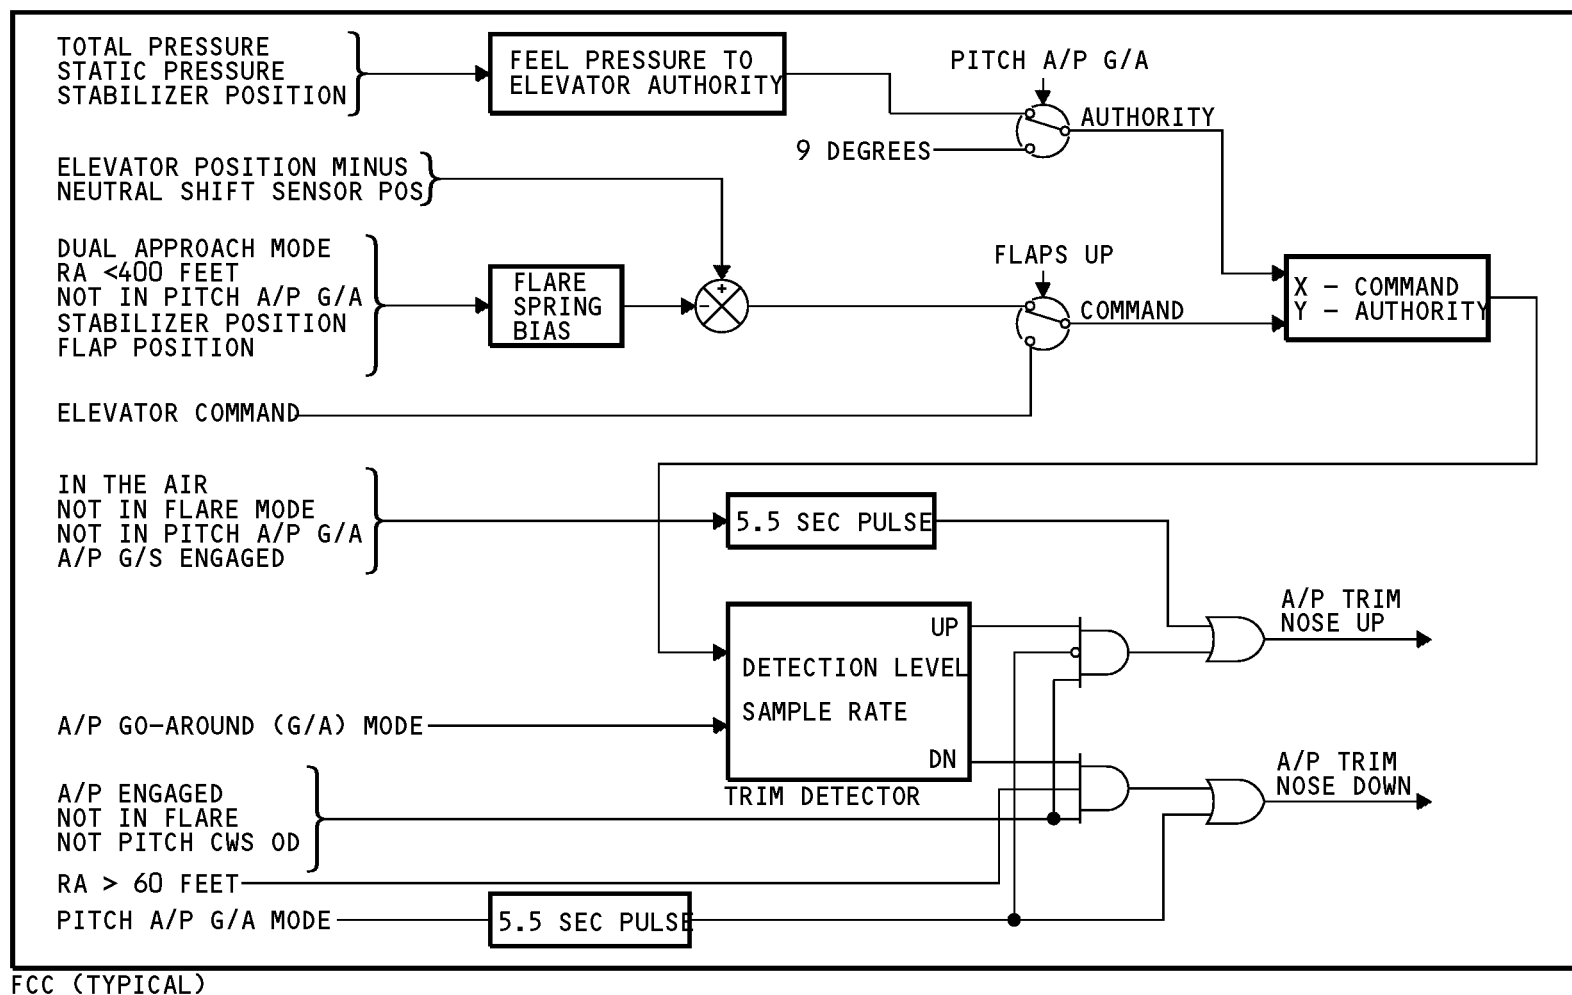 TOTAL PRESSURE
STATIC PRESSURE
STABILIZER POSITION
FEEL PRESSURE TO
ELEVATOR AUTHORITY
PITCH A/P G/A
AUTHORITY
9 DEGREES
ELEVATOR POSITION MINUS
NEUTRAL SHIFT SENSOR POS
DUAL APPROACH MODE
RA <400 FEET
NOT IN PITCH A/P G/A
STABILIZER POSITION
FLAP POSITION
FLARE
SPRING
BIAS
+
-
FLAPS UP
COMMAND
X - COMMAND
Y - AUTHORITY
ELEVATOR COMMAND
IN THE AIR
NOT IN FLARE MODE
NOT IN PITCH A/P G/A
A/P G/S ENGAGED
5.5 SEC PULSE
UP
DETECTION LEVEL
SAMPLE RATE
DN
TRIM DETECTOR
A/P TRIM
NOSE UP
A/P GO-AROUND (G/A) MODE
A/P TRIM
NOSE DOWN
A/P ENGAGED
NOT IN FLARE
NOT PITCH CWS OD
RA > 60 FEET
PITCH A/P G/A MODE
5.5 SEC PULSE
FCC (TYPICAL)